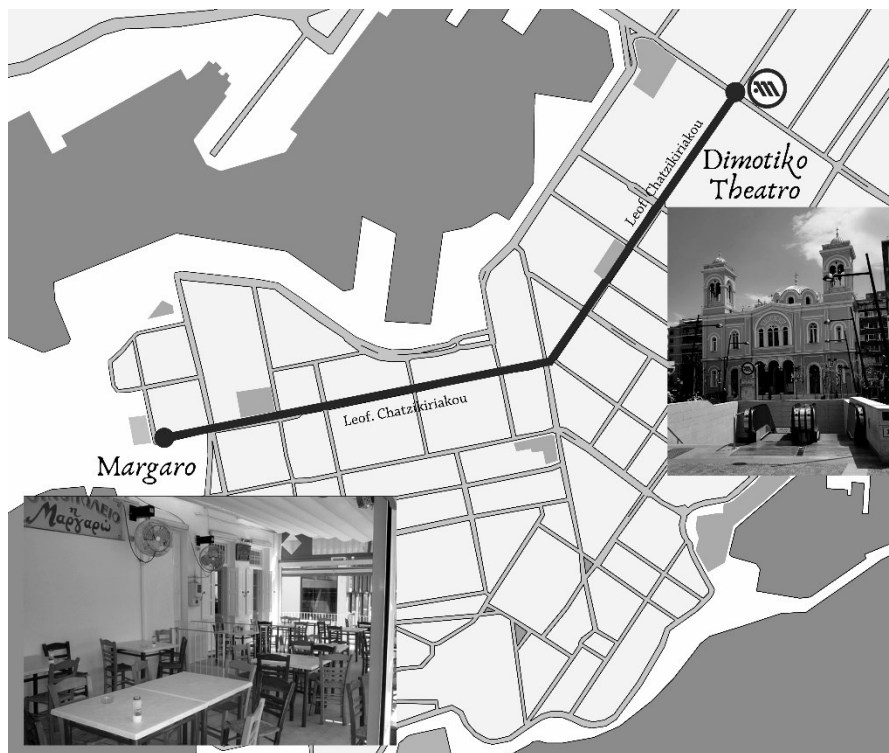 Leof. Chatzikiriakou
Dimotiko
Theatro
Leof. Chatzikiriakou
Margaro
η
Μαργαρώ